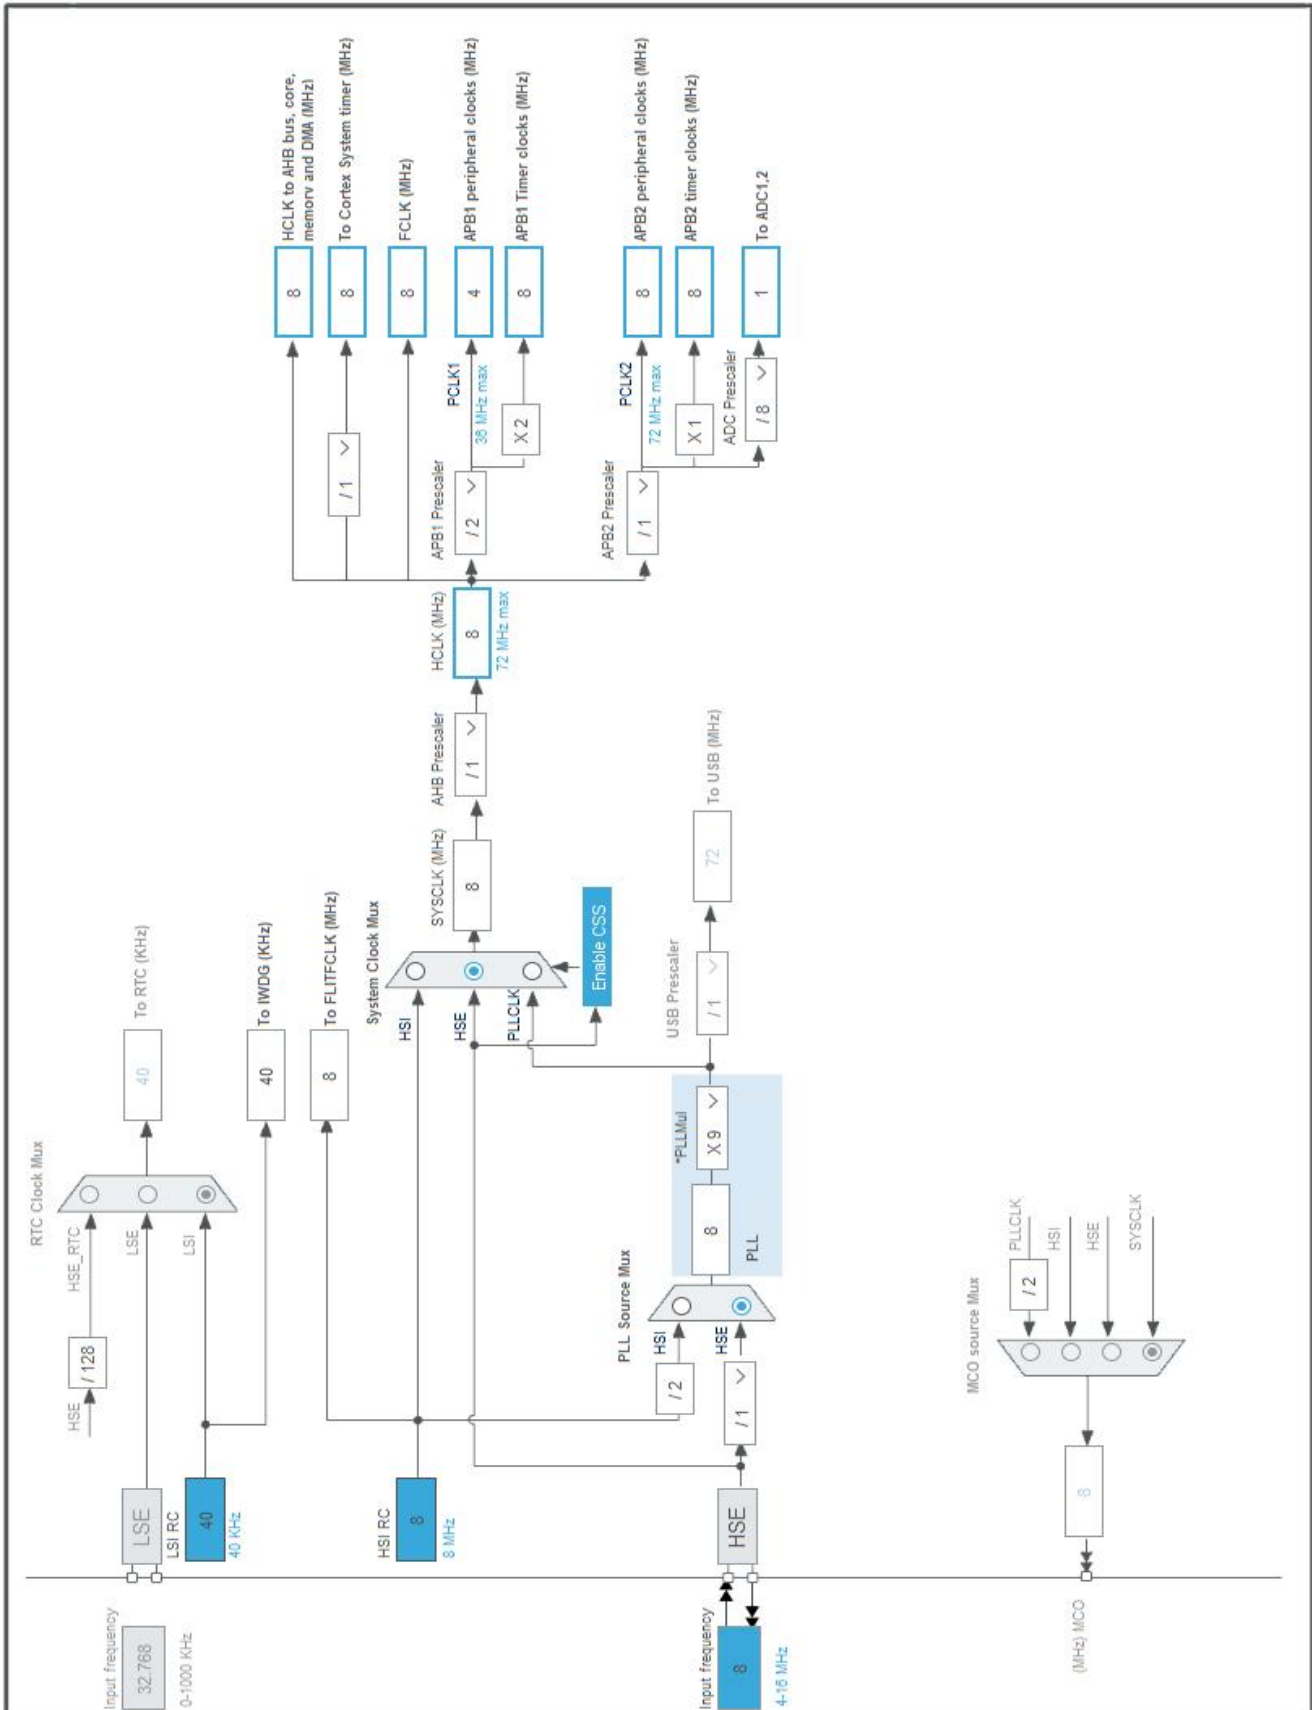 RTC Clock Mux
HSE
/ 128
HSE_RTC
Input frequency
32.768
0-1000 KHz
LSE
LSE
40
To RTC (KHz)
LSI RC
40
40 KHz
LSI
40
To IWDG (KHz)
8
To FLITFCLK (MHz)
HSI RC
8
8 MHz
System Clock Mux
HSI
HSE
PLLCLK
Enable CSS
SYSCLK (MHz)
8
AHB Prescaler
/ 1
HCLK (MHz)
8
72 MHz max
8
HCLK to AHB bus, core,
memory and DMA (MHz)
/ 1
8
To Cortex System timer (MHz)
8
FCLK (MHz)
APB1 Prescaler
/ 2
PCLK1
36 MHz max
4
APB1 peripheral clocks (MHz)
X 2
8
APB1 Timer clocks (MHz)
APB2 Prescaler
/ 1
PCLK2
72 MHz max
8
APB2 peripheral clocks (MHz)
X 1
8
APB2 timer clocks (MHz)
ADC Prescaler
/ 8
1
To ADC1,2
PLL Source Mux
/ 2
HSI
Input frequency
8
4-16 MHz
HSE
/ 1
HSE
8
*PLLMul
X 9
PLL
USB Prescaler
/ 1
72
To USB (MHz)
MCO source Mux
(MHz) MCO
8
/ 2
PLLCLK
HSI
HSE
SYSCLK